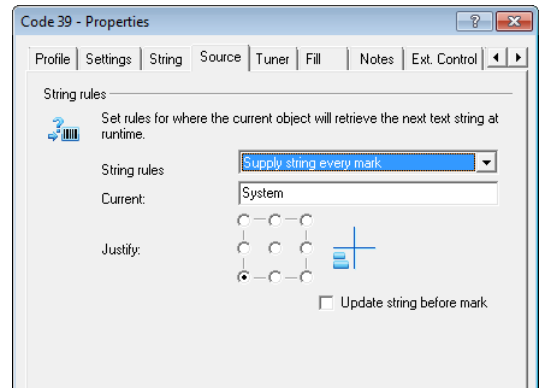 Code 39 - Properties
Profile Settings String Source Tuner Fill Notes Ext. Control
String rules
Set rules for where the current object will retrieve the next text string at
runtime.
String rules Supply string every mark
Current: System
Justify:
Update string before mark